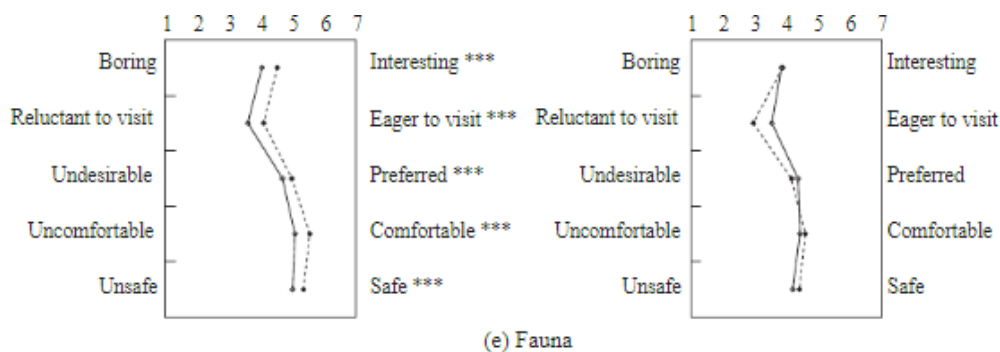 1 2 3 4 5 6 7 1 2 3 4 5 6 7
Boring Interesting *** Boring Interesting
Reluctant to visit Eager to visit *** Reluctant to visit Eager to visit
Undesirable Preferred *** Undesirable Preferred
Uncomfortable Comfortable *** Uncomfortable Comfortable
Unsafe Safe *** Unsafe Safe
(e) Fauna